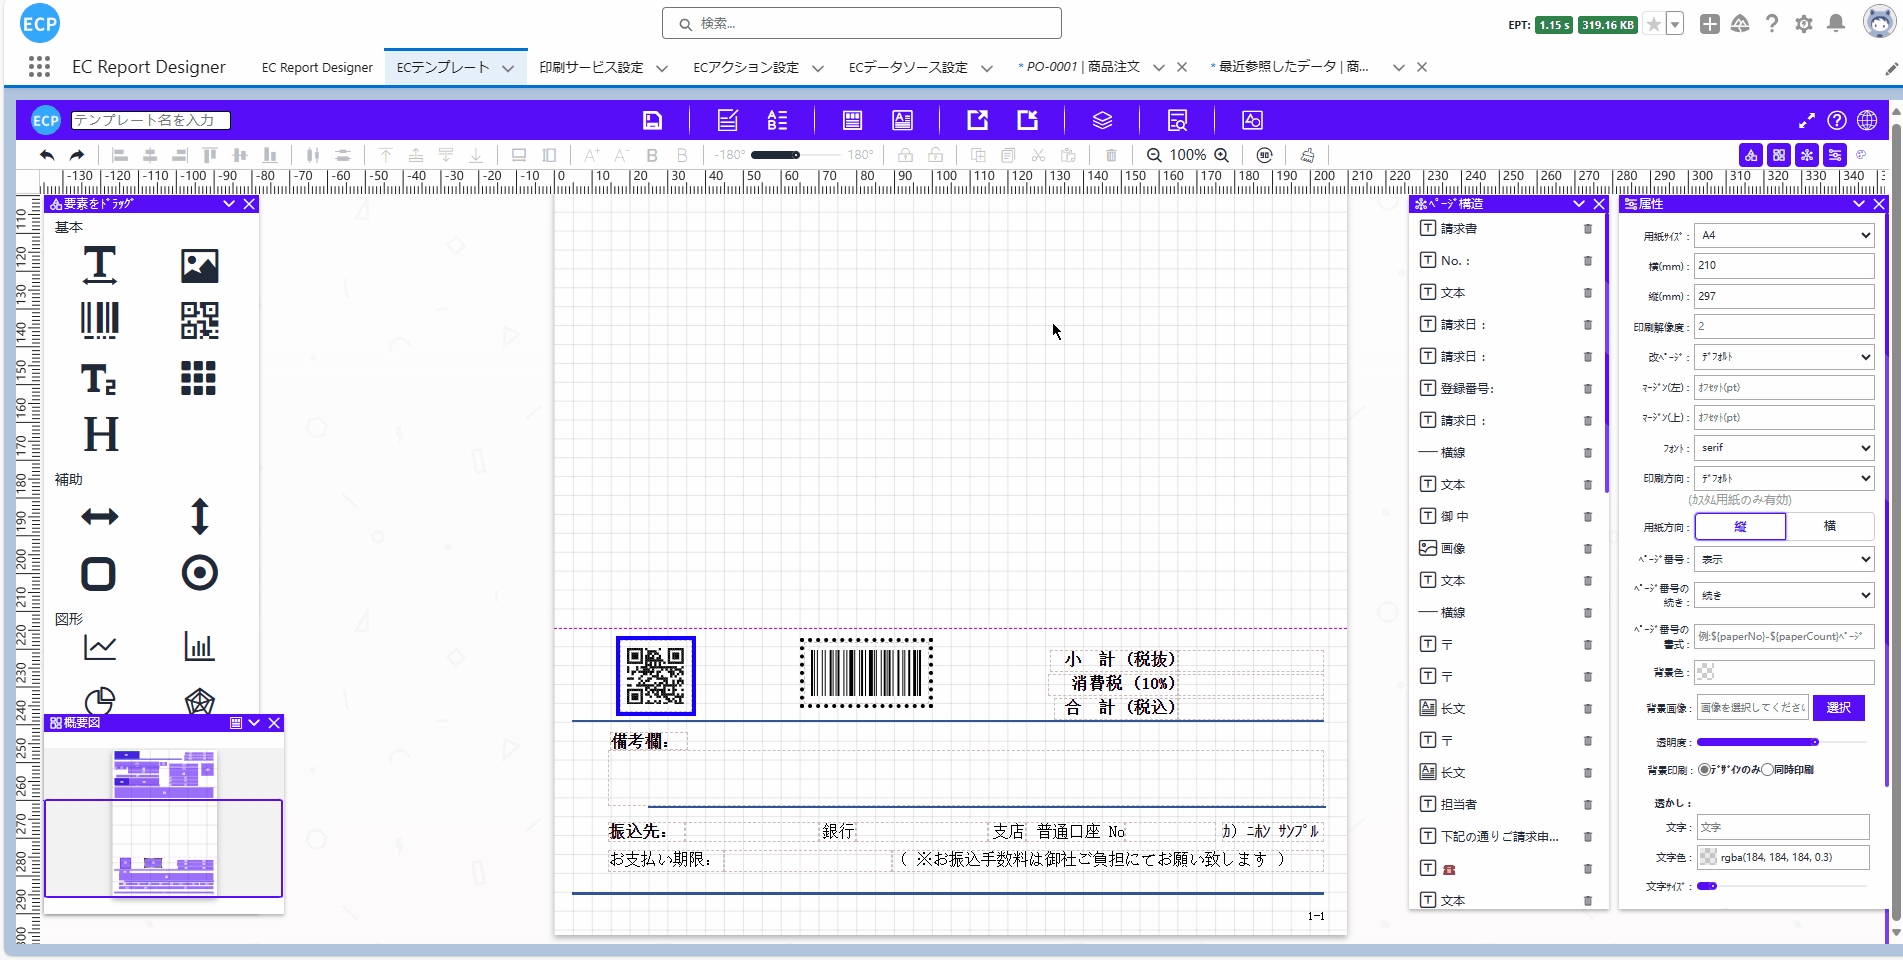 ECP
検索...
EPT: 1.15 s 319.16 KB
EC Report Designer
EC Report Designer
ECテンプレート
印刷サービス設定
ECアクション設定
ECデータソース設定
* PO-0001 | 商品注文
* 最近参照したデータ | 商...
ECP
テンプレート名を入力
-180° 180°
100%
-130 -120 -110 -100 -90 -80 -70 -60 -50 -40 -30 -20 -10 0 10 20 30 40 50 60 70 80 90 100 110 120 130 140 150 160 170 180 190 200 210 220 230 240 250 260 270 280 290 300 310 320 330 340
110 120 130 140 150 160 170 180 190 200 210 220 230 240 250 260 270 280 290 300
要素をドラッグ
基本
補助
図形
概要図
小　計（税抜）
消費税（10%）
合　計（税込）
備考欄：
振込先： 銀行 支店 普通口座 No カ）ニホン サンプル
お支払い期限： （ ※お振込手数料は御社ご負担にてお願い致します ）
1-1
ページ構造
請求書
No.：
文本
請求日：
請求日：
登録番号：
請求日：
横線
文本
御 中
画像
文本
横線
〒
〒
长文
〒
长文
担当者
下記の通りご請求申...
☎
文本
属性
用紙サイズ： A4
横(mm)： 210
縦(mm)： 297
印刷解像度： 2
改ページ： デフォルト
マージン(左)： オフセット(pt)
マージン(上)： オフセット(pt)
フォント： serif
印刷方向： デフォルト
(カスタム用紙のみ有効)
用紙方向： 縦 横
ページ番号： 表示
ページ番号の続き： 続き
ページ番号の書式： 例:${paperNo}-${paperCount}ページ
背景色：
背景画像： 画像を選択してください 選択
透明度：
背景印刷： デザインのみ 同時印刷
透かし：
文字： 文字
文字色： rgba(184, 184, 184, 0.3)
文字サイズ：